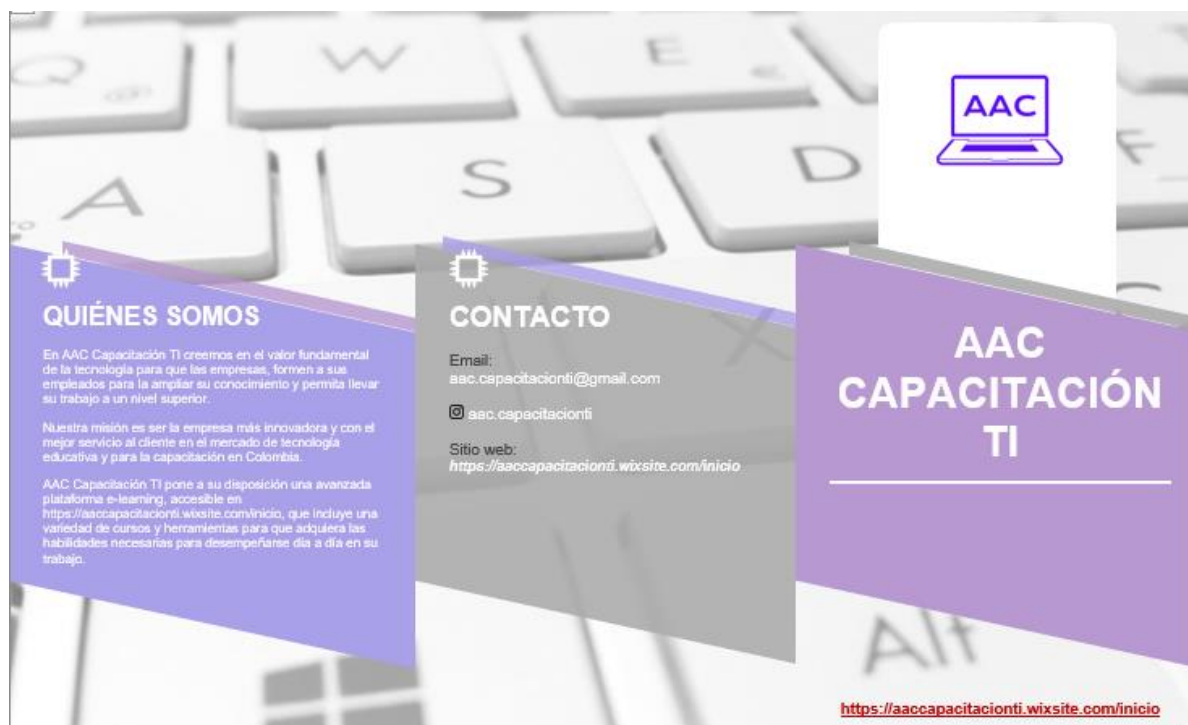 Q
W
E
€
A
S
D
F
X
C
Alt
AAC
QUIÉNES SOMOS
En AAC Capacitación TI creemos en el valor fundamental
de la tecnología para que las empresas, formen a sus
empleados para la ampliar su conocimiento y permita llevar
su trabajo a un nivel superior.
Nuestra misión es ser la empresa más innovadora y con el
mejor servicio al cliente en el mercado de tecnología
educativa y para la capacitación en Colombia.
AAC Capacitación TI pone a su disposición una avanzada
plataforma e-learning, accesible en
https://aaccapacitacionti.wixsite.com/inicio, que incluye una
variedad de cursos y herramientas para que adquiera las
habilidades necesarias para desempeñarse día a día en su
trabajo.
CONTACTO
Email:
aac.capacitacionti@gmail.com
aac.capacitacionti
Sitio web:
https://aaccapacitacionti.wixsite.com/inicio
AAC
CAPACITACIÓN
TI
https://aaccapacitacionti.wixsite.com/inicio